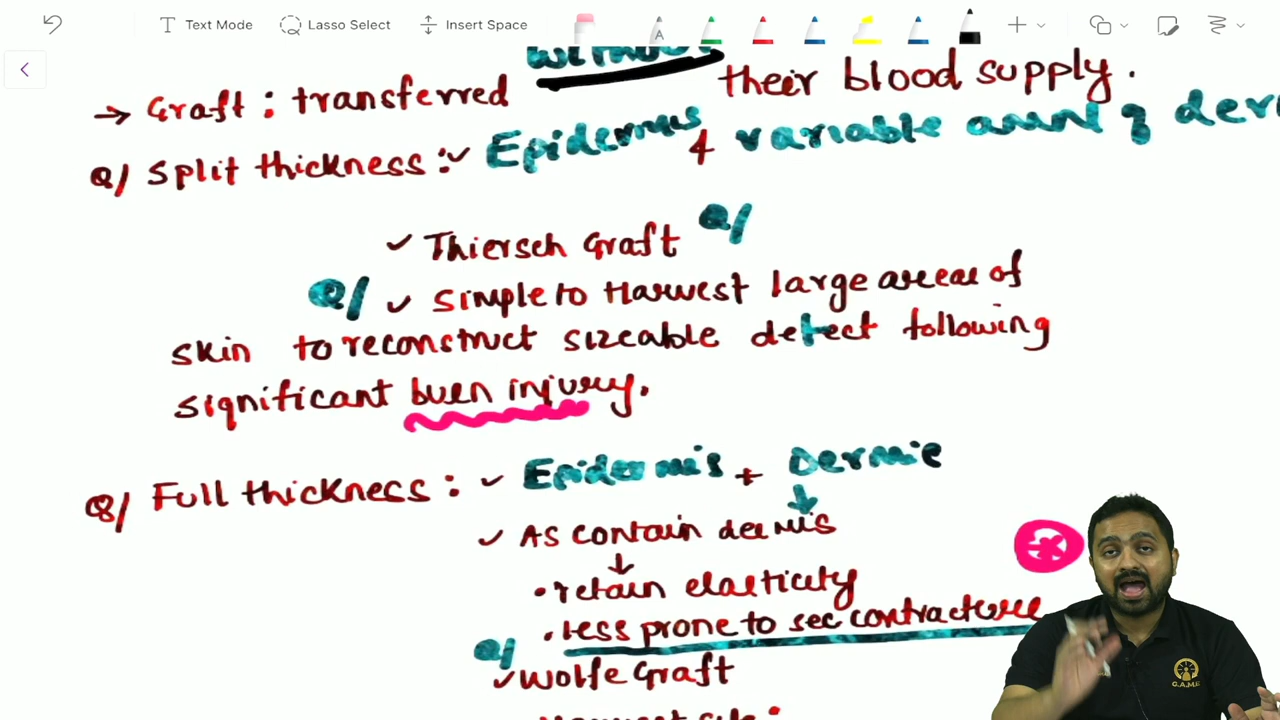 Text Mode Lasso Select Insert Space
→ Graft : transferred without their blood supply.
Q/ Split thickness : ✓ Epidermis & variable amnt of der
✓ Thiersch Graft Q/
Q/ ✓ Simple to Harvest large areas of
skin to reconstruct sizeable defect following
significant burn injury.
Q/ Full thickness : ✓ Epidermis + Dermis
✓ As contain dermis
• retain elasticity
• less prone to sec contracture
Q/
✓ Wolfe Graft
G.A.M.E